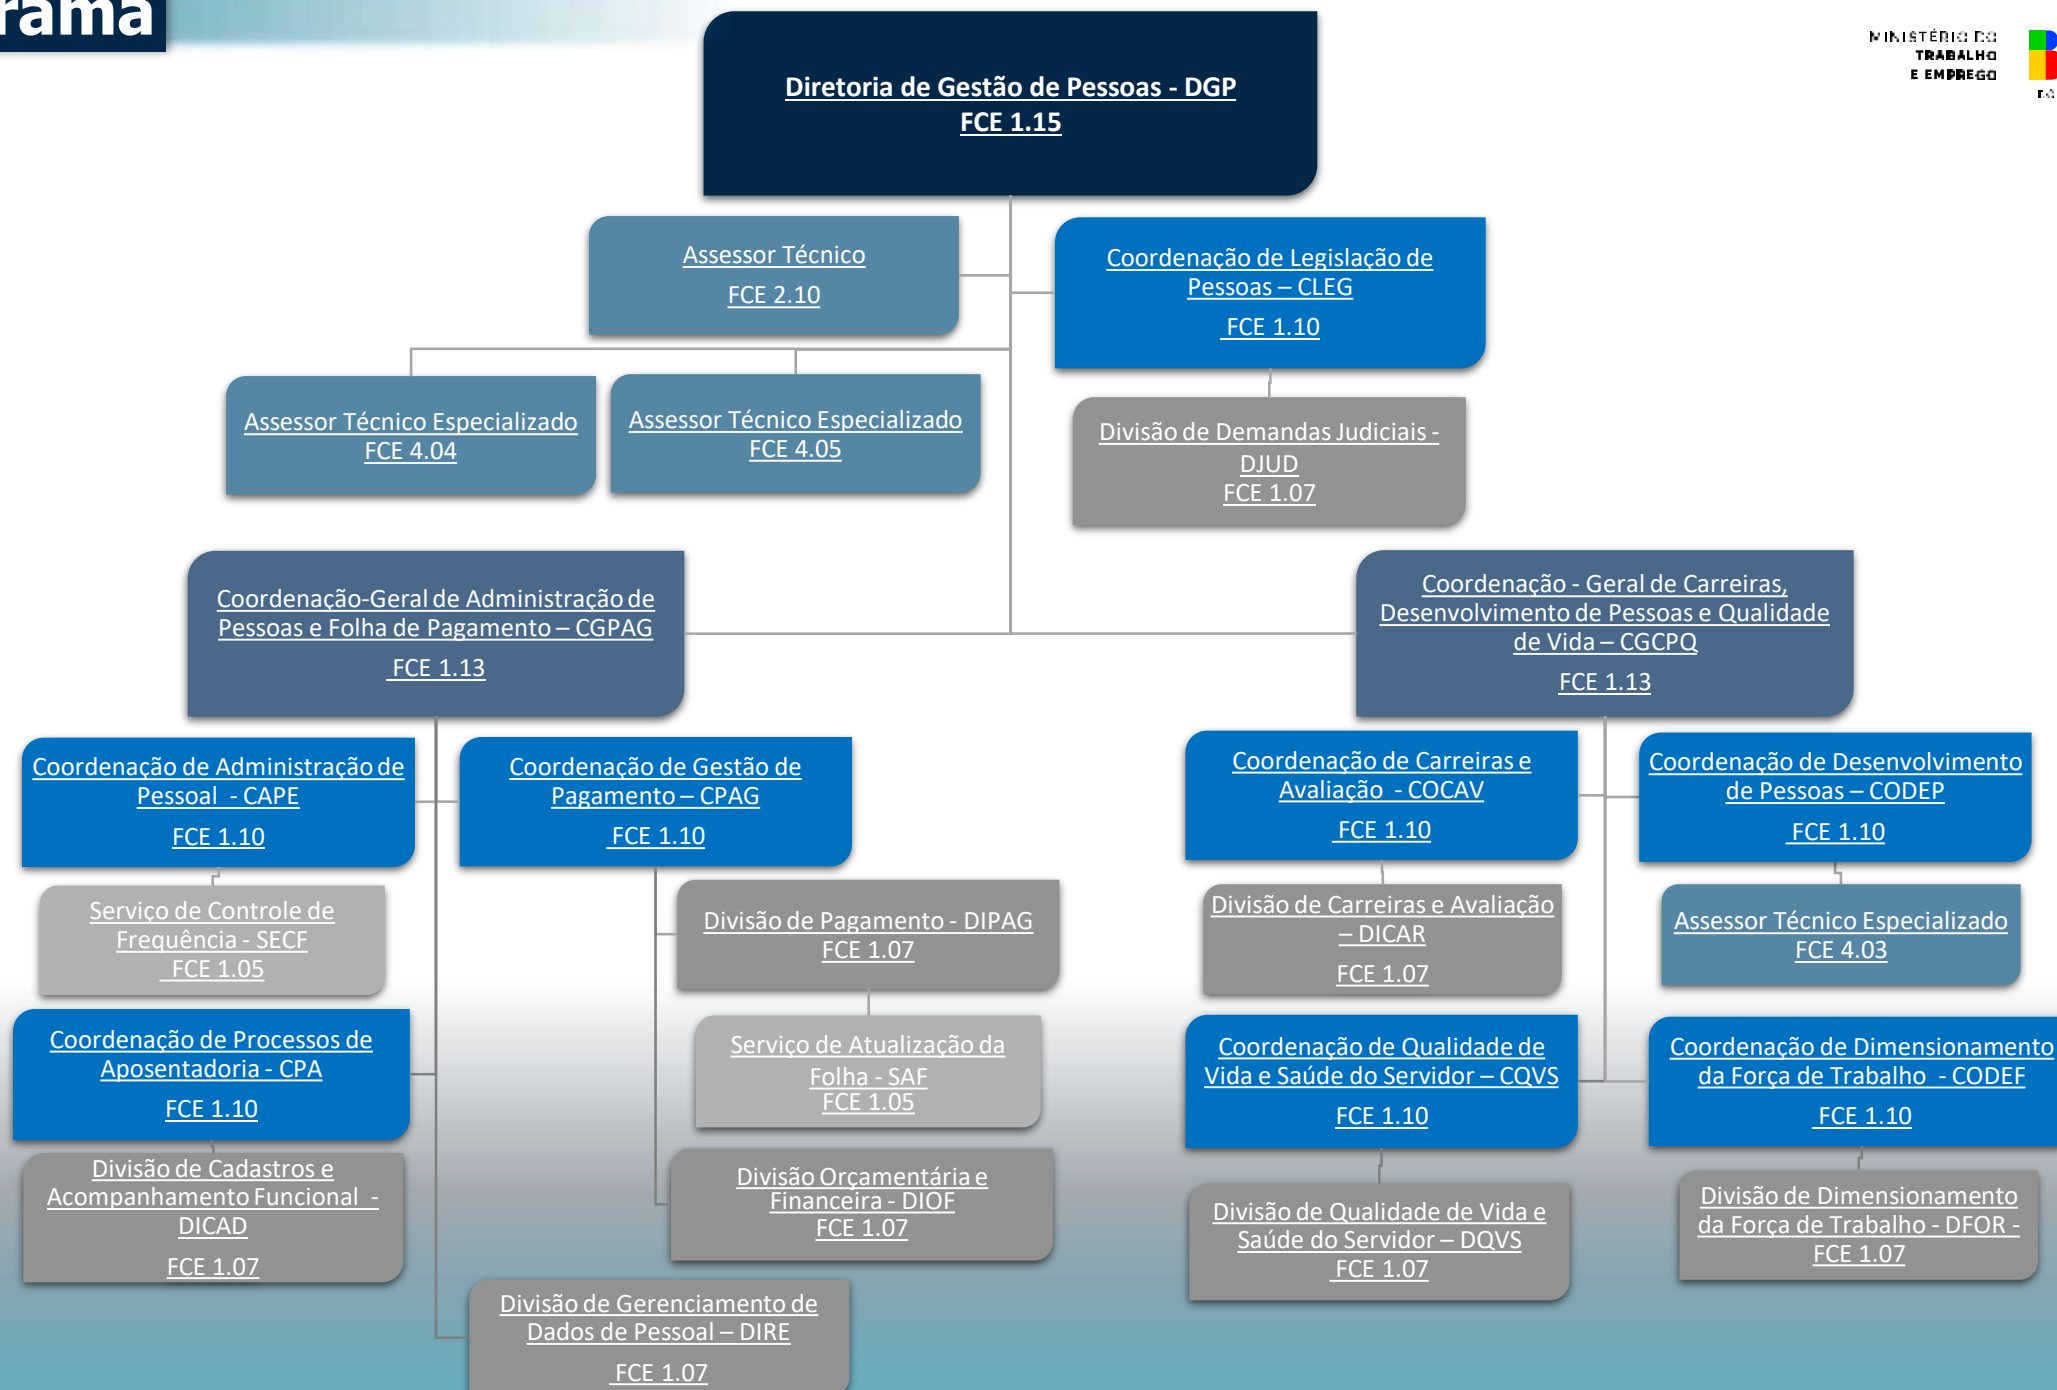 rama
MINISTÉRIO DO
TRABALHO
E EMPREGO
Diretoria de Gestão de Pessoas - DGP
FCE 1.15
Assessor Técnico
FCE 2.10
Coordenação de Legislação de
Pessoas – CLEG
FCE 1.10
Assessor Técnico Especializado
FCE 4.04
Assessor Técnico Especializado
FCE 4.05
Divisão de Demandas Judiciais -
DJUD
FCE 1.07
Coordenação-Geral de Administração de
Pessoas e Folha de Pagamento – CGPAG
FCE 1.13
Coordenação - Geral de Carreiras,
Desenvolvimento de Pessoas e Qualidade
de Vida – CGCPQ
FCE 1.13
Coordenação de Administração de
Pessoal - CAPE
FCE 1.10
Coordenação de Gestão de
Pagamento – CPAG
FCE 1.10
Coordenação de Carreiras e
Avaliação - COCAV
FCE 1.10
Coordenação de Desenvolvimento
de Pessoas – CODEP
FCE 1.10
Serviço de Controle de
Frequência - SECF
FCE 1.05
Divisão de Pagamento - DIPAG
FCE 1.07
Divisão de Carreiras e Avaliação
– DICAR
FCE 1.07
Assessor Técnico Especializado
FCE 4.03
Coordenação de Processos de
Aposentadoria - CPA
FCE 1.10
Serviço de Atualização da
Folha - SAF
FCE 1.05
Coordenação de Qualidade de
Vida e Saúde do Servidor – CQVS
FCE 1.10
Coordenação de Dimensionamento
da Força de Trabalho - CODEF
FCE 1.10
Divisão de Cadastros e
Acompanhamento Funcional -
DICAD
FCE 1.07
Divisão Orçamentária e
Financeira - DIOF
FCE 1.07
Divisão de Qualidade de Vida e
Saúde do Servidor – DQVS
FCE 1.07
Divisão de Dimensionamento
da Força de Trabalho - DFOR -
FCE 1.07
Divisão de Gerenciamento de
Dados de Pessoal – DIRE
FCE 1.07